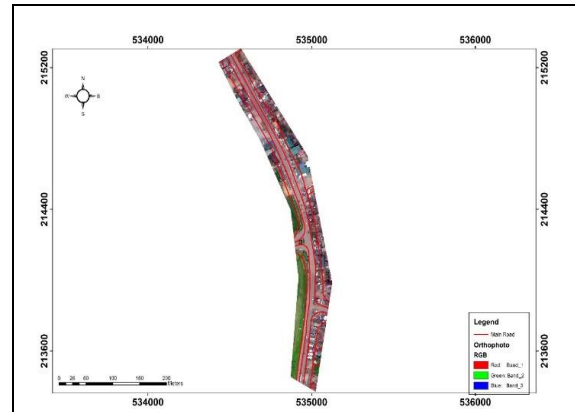 534000 535000 536000
215200 215200
N
S
214400 214400
213600 213600
Legend
Main Road
Orthophoto
RGB
Red: Band_1
Green: Band_2
Blue: Band_3
Meters
534000 535000 536000